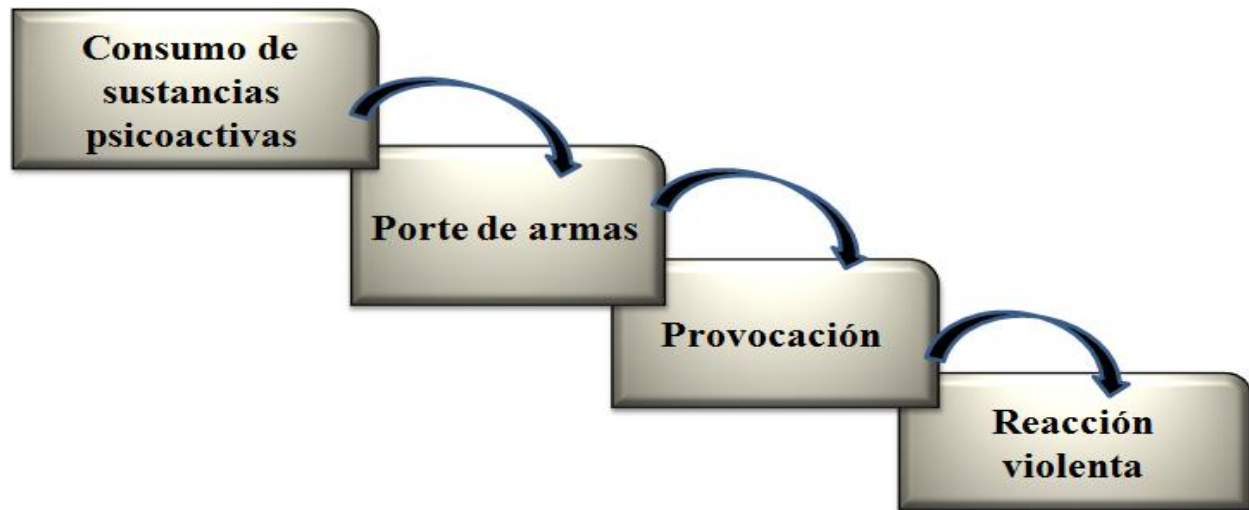 Consumo de
sustancias
psicoactivas
Porte de armas
Provocación
Reacción
violenta